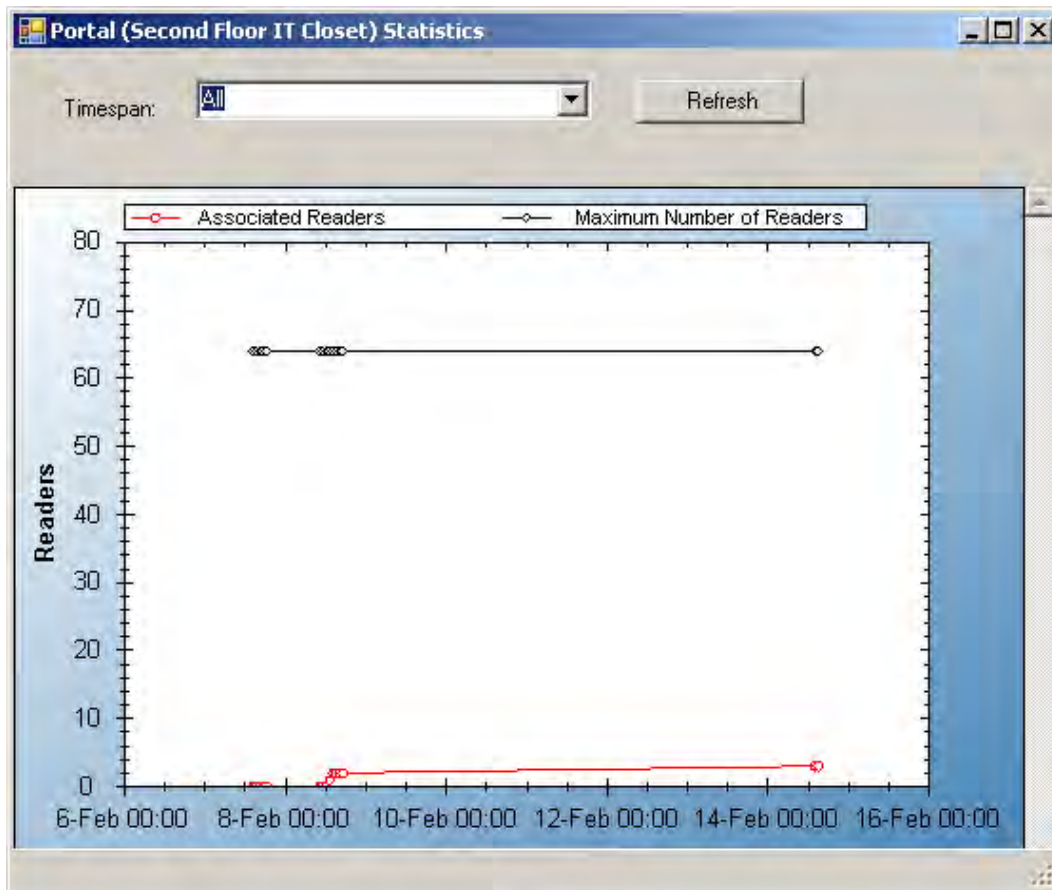 Portal (Second Floor IT Closet) Statistics
Timespan:
All
Refresh
Associated Readers
Maximum Number of Readers
80
70
60
50
40
30
20
10
0
Readers
6-Feb 00:00
8-Feb 00:00
10-Feb 00:00
12-Feb 00:00
14-Feb 00:00
16-Feb 00:00